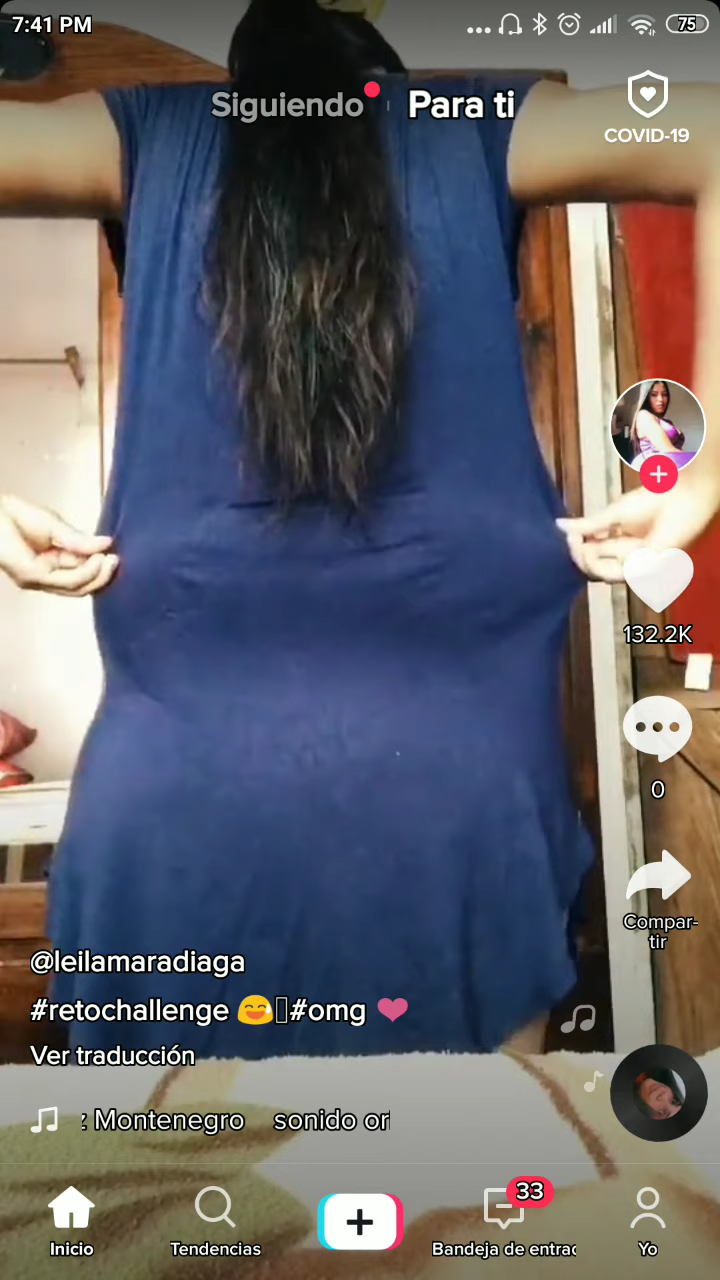 7:41 PM
75
Siguiendo
Para ti
COVID-19
132.2K
0
Compar-
tir
@leilamaradiaga
#retochallenge 😅▯#omg ❤
Ver traducción
z Montenegro sonido or
33
Inicio
Tendencias
Bandeja de entrac
Yo